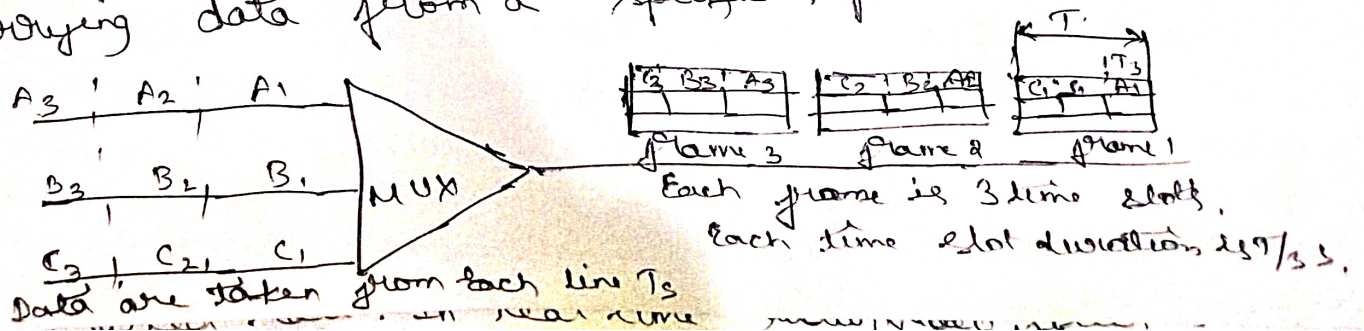 data from a
T
C3 B3 A3 C2 B2 A2 C1 A1
A3 A2 A1
frame 3 frame 2 frame 1
B3 B2 B1 MUX
Each frame is 3 time slots.
Each time slot duration is T/3 s.
C3 C2 C1
Data are taken from each line Ts